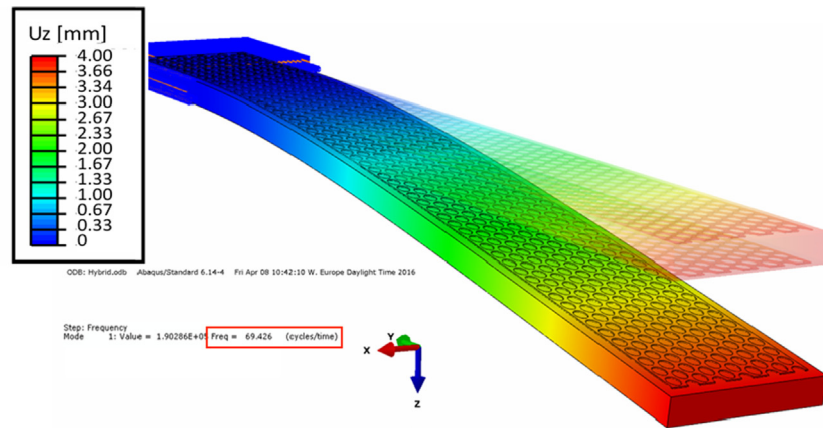 Uz [mm]
4.00
3.66
3.34
3.00
2.67
2.33
2.00
1.67
1.33
1.00
0.67
0.33
0
ODB: Hybrid.odb Abaqus/Standard 6.14-4 Fri Apr 08 10:42:10 W. Europe Daylight Time 2016
Step: Frequency
Mode 1: Value = 1.90286E+05 Freq = 69.426 (cycles/time)
Y
X
Z